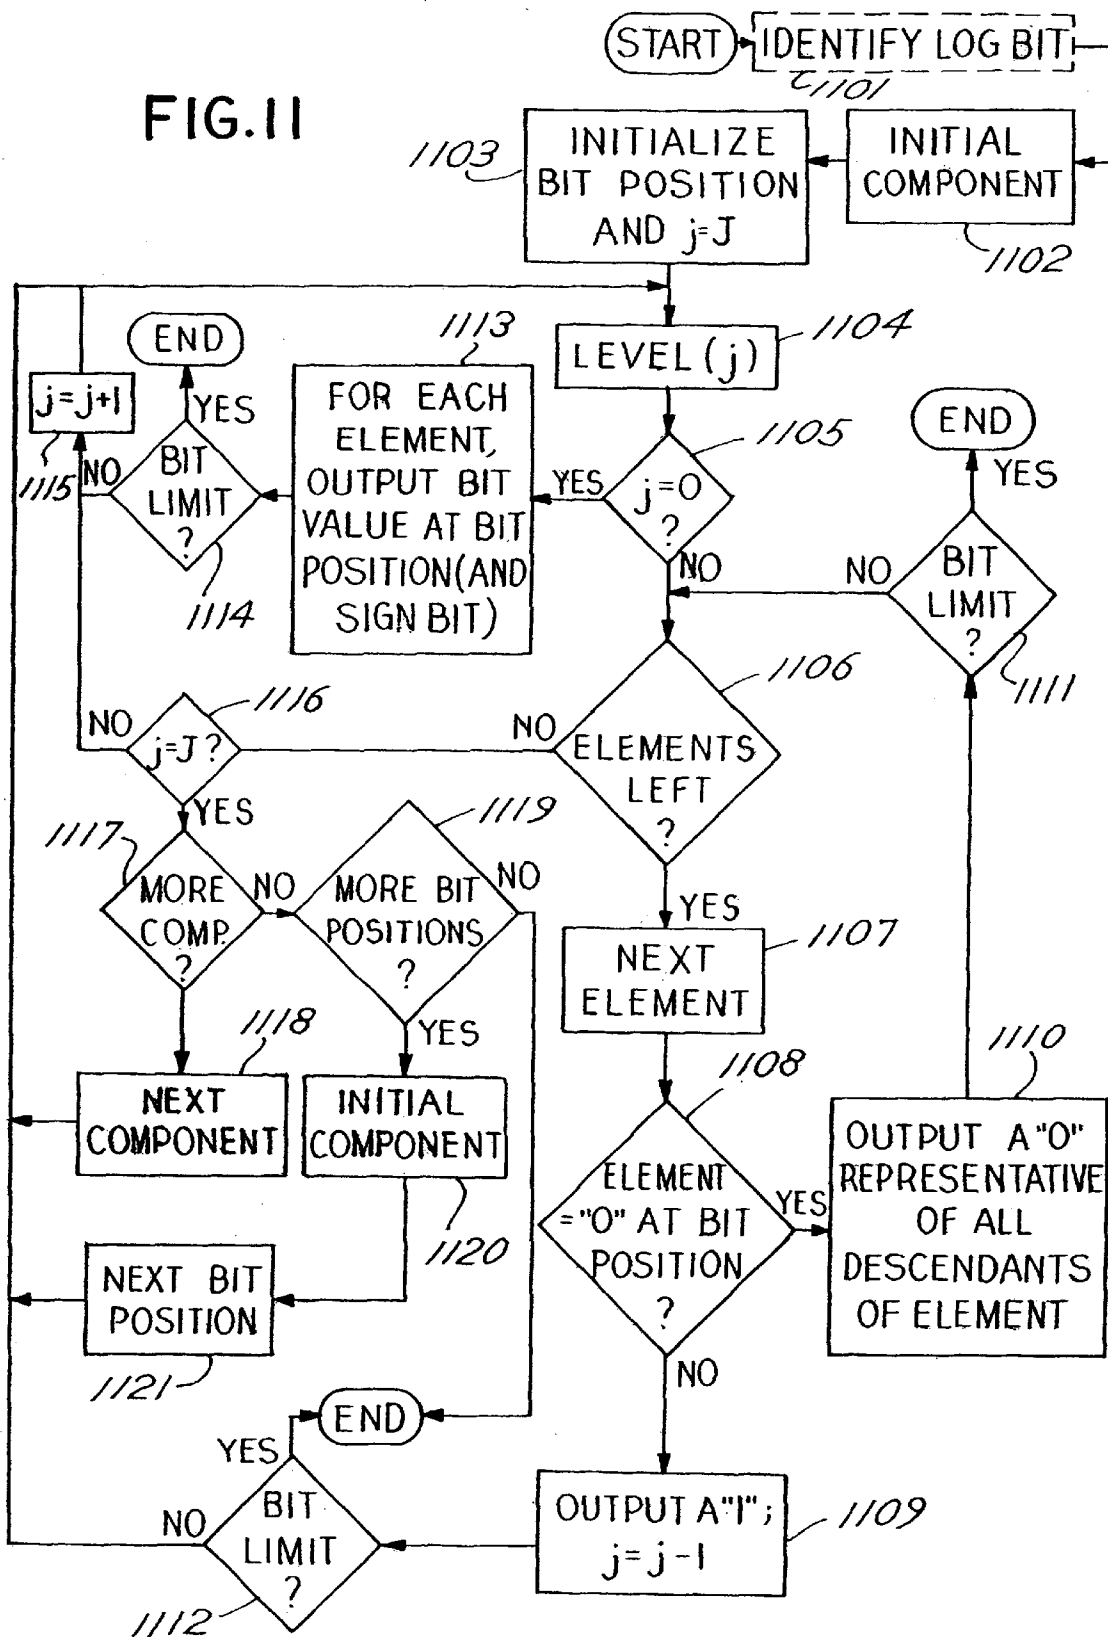 FIG.11
START
IDENTIFY LOG BIT
1101
INITIALIZE
BIT POSITION
AND j=J
1103
INITIAL
COMPONENT
1102
LEVEL(j)
1104
j=0
?
1105
YES
NO
1113
FOR EACH
ELEMENT,
OUTPUT BIT
VALUE AT BIT
POSITION(AND
SIGN BIT)
END
YES
BIT
LIMIT
?
1114
NO
j=j+1
1115
END
YES
BIT
LIMIT
?
1111
NO
ELEMENTS
LEFT
?
1106
NO
j=J?
1116
NO
YES
1117
MORE
COMP.
?
NO
MORE BIT
POSITIONS
?
1119
NO
YES
YES
NEXT
ELEMENT
1107
1118
NEXT
COMPONENT
INITIAL
COMPONENT
1120
NEXT BIT
POSITION
1121
1108
ELEMENT
="0" AT BIT
POSITION
?
YES
NO
1110
OUTPUT A "0"
REPRESENTATIVE
OF ALL
DESCENDANTS
OF ELEMENT
OUTPUT A"1";
j=j-1
1109
END
YES
BIT
LIMIT
?
1112
NO